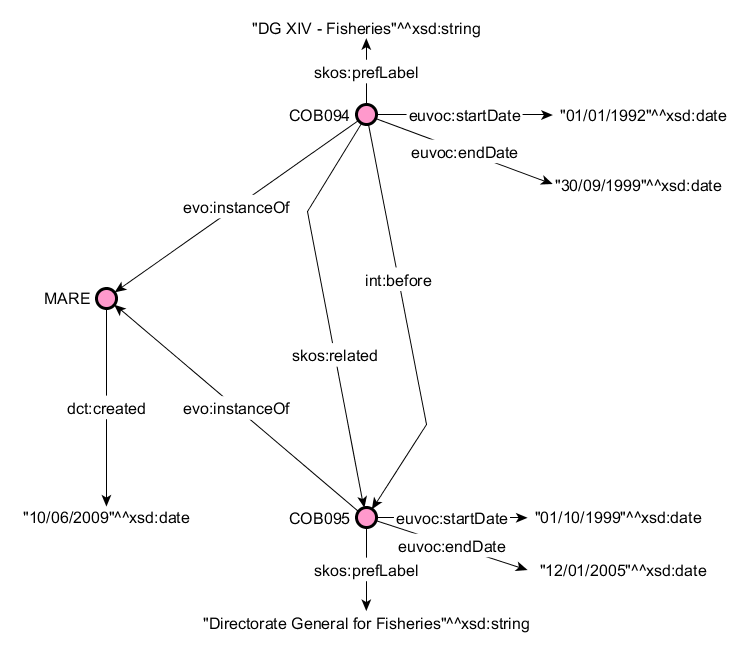 "DG XIV - Fisheries"^^xsd:string
skos:prefLabel
COB094
euvoc:startDate
"01/01/1992"^^xsd:date
euvoc:endDate
"30/09/1999"^^xsd:date
evo:instanceOf
int:before
MARE
skos:related
dct:created
evo:instanceOf
"10/06/2009"^^xsd:date
COB095
euvoc:startDate
"01/10/1999"^^xsd:date
euvoc:endDate
"12/01/2005"^^xsd:date
skos:prefLabel
"Directorate General for Fisheries"^^xsd:string